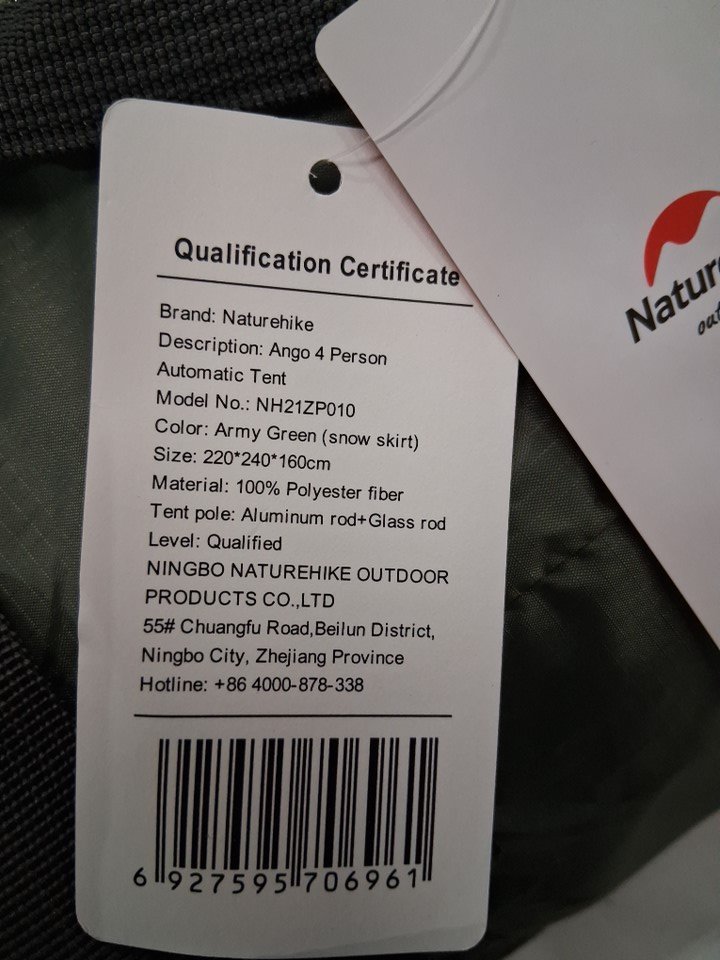 Qualification Certificate
Brand: Naturehike
Description: Ango 4 Person
Automatic Tent
Model No.: NH21ZP010
Color: Army Green (snow skirt)
Size: 220*240*160cm
Material: 100% Polyester fiber
Tent pole: Aluminum rod+Glass rod
Level: Qualified
NINGBO NATUREHIKE OUTDOOR
PRODUCTS CO.,LTD
55# Chuangfu Road,Beilun District,
Ningbo City, Zhejiang Province
Hotline: +86 4000-878-338
6 927595 706961